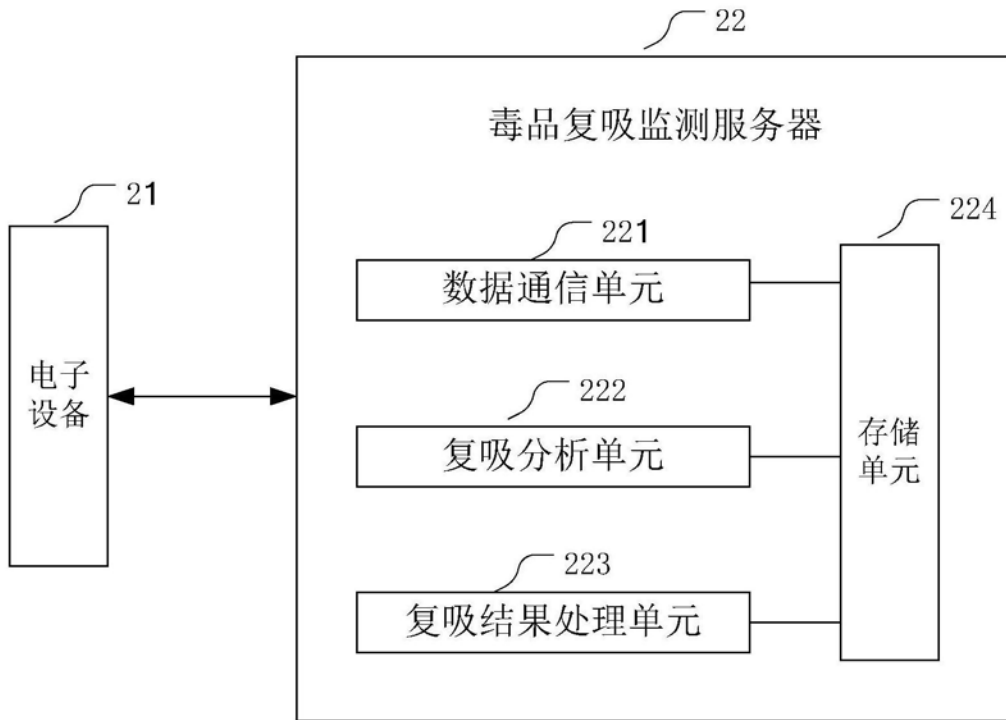 22
毒品复吸监测服务器
21
电子
设备
221
数据通信单元
222
复吸分析单元
223
复吸结果处理单元
224
存储
单元